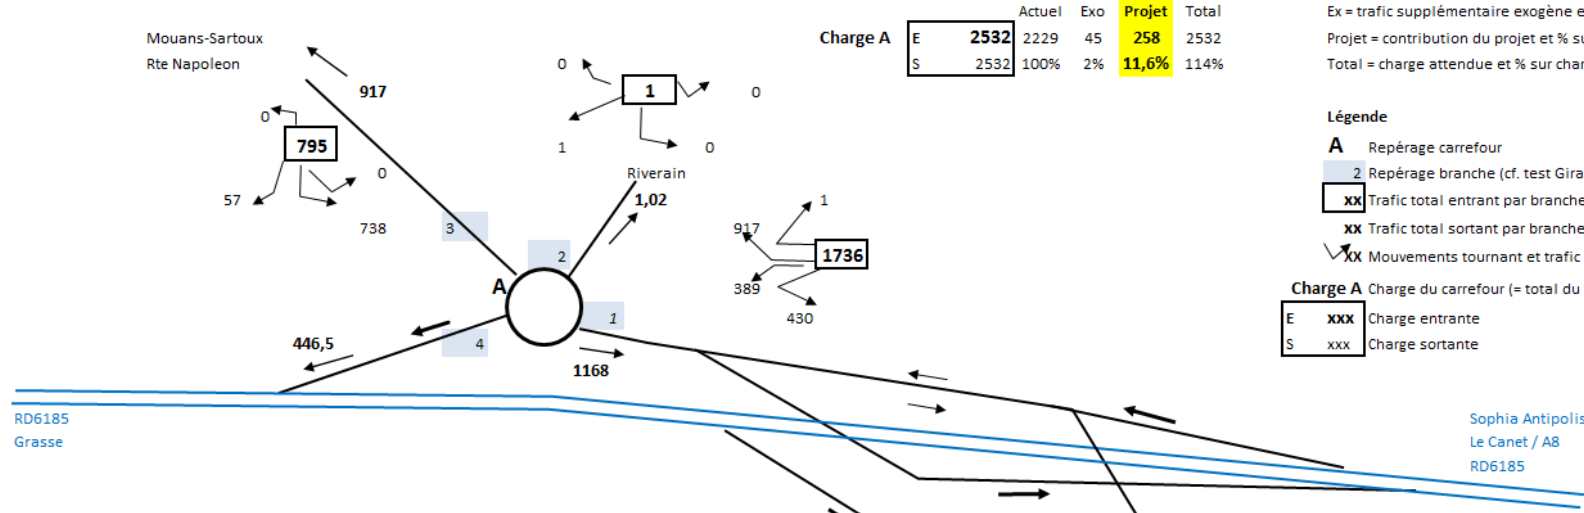 Actuel Exo Projet Total
Charge A E 2532 2229 45 258 2532
S 2532 100% 2% 11,6% 114%
Ex = trafic supplémentaire exogène e
Projet = contribution du projet et % su
Total = charge attendue et % sur char
Mouans-Sartoux
Rte Napoleon
917
0
795
0
57
738
3
0
1
0
1
0
Riverain
1,02
2
A
1
917
1
1736
389
430
446,5
4
1168
Légende
A Repérage carrefour
2 Repérage branche (cf. test Gira
xx Trafic total entrant par branche
xx Trafic total sortant par branche
xx Mouvements tournant et trafic
Charge A Charge du carrefour (= total du
E xxx Charge entrante
S xxx Charge sortante
RD6185
Grasse
Sophia Antipolis
Le Canet / A8
RD6185